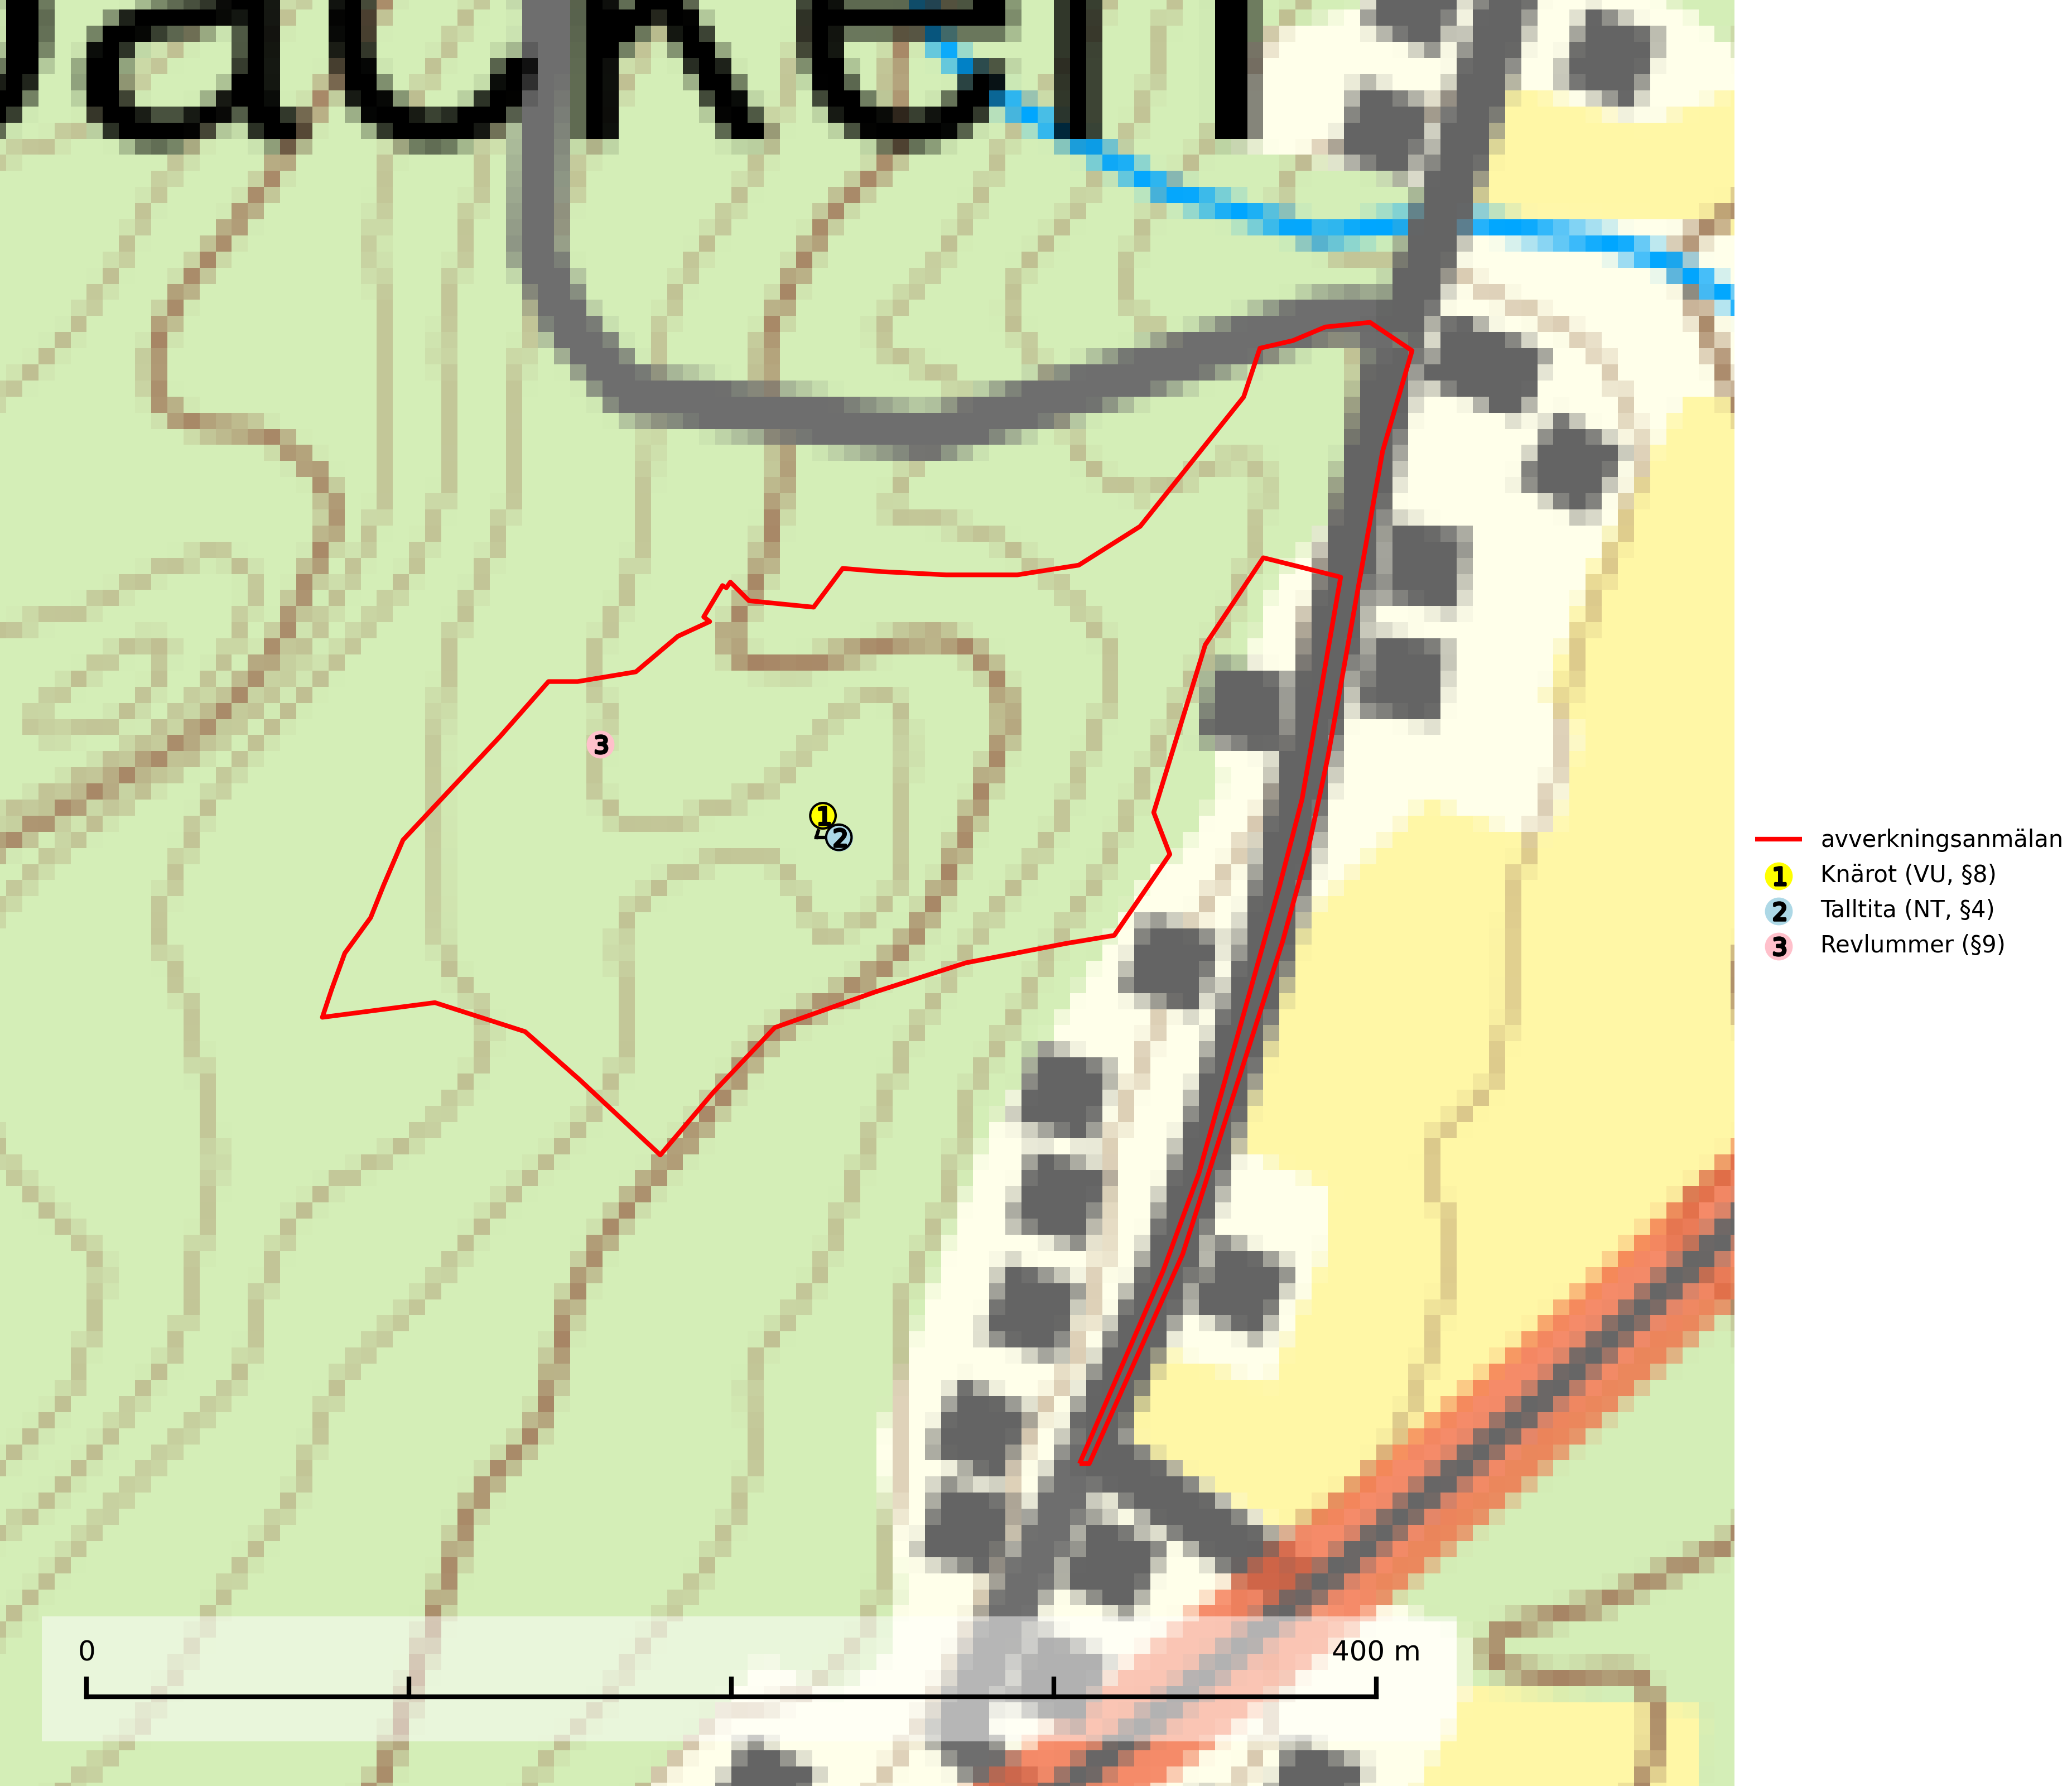 3
1
2
avverkningsanmälan
1 Knärot (VU, §8)
2 Talltita (NT, §4)
3 Revlummer (§9)
0 400 m